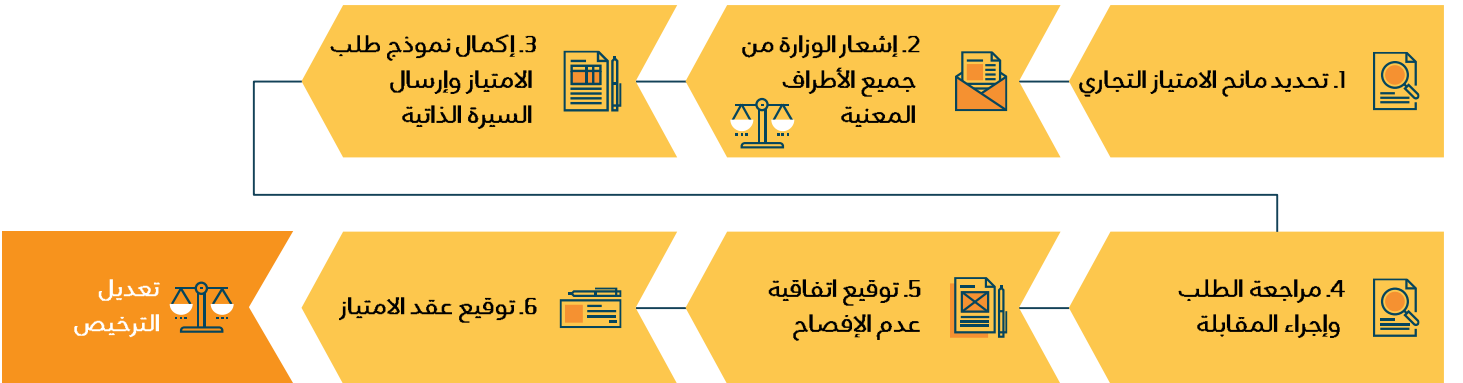 1. تحديد مانح الامتياز التجاري
2. إشعار الوزارة من
جميع الأطراف
المعنية
3. إكمال نموذج طلب
الامتياز وإرسال
السيرة الذاتية
4. مراجعة الطلب
وإجراء المقابلة
5. توقيع اتفاقية
عدم الإفصاح
6. توقيع عقد الامتياز
تعديل
الترخيص